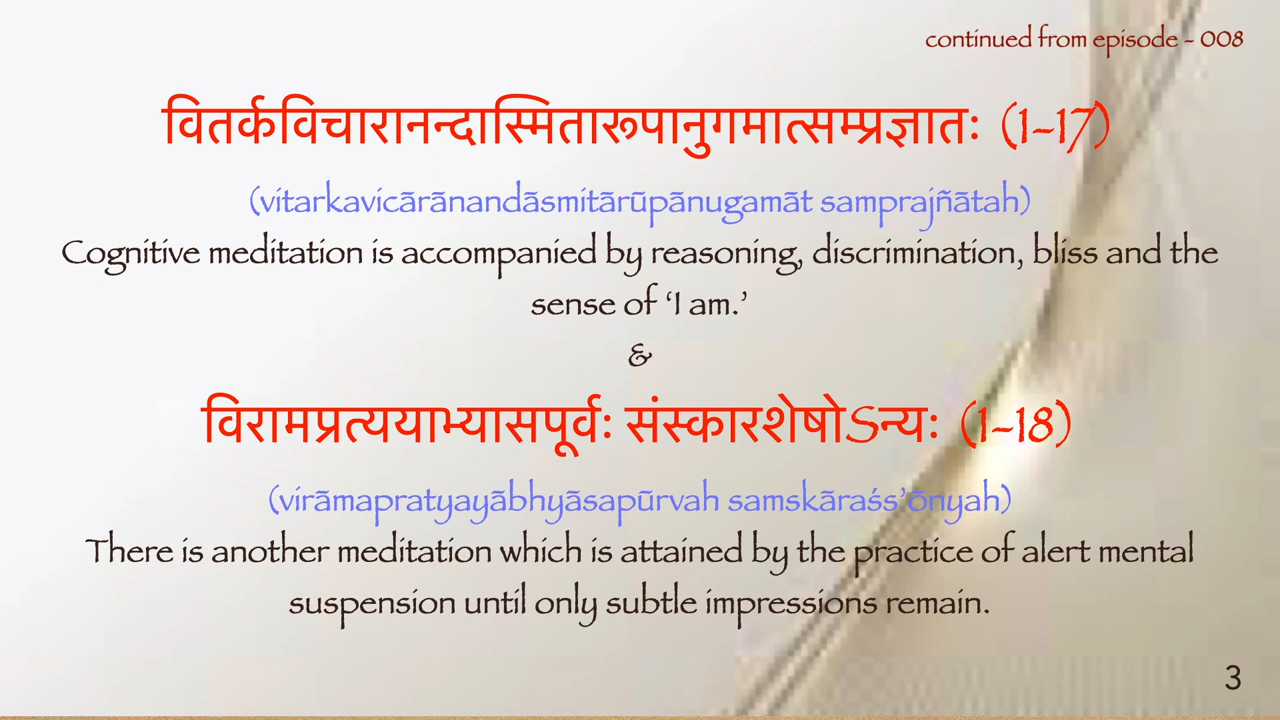 continued from episode - 008
वितर्कविचारानन्दास्मितारूपानुगमात्सम्प्रज्ञातः (1-17)
(vitarkavicārānandāsmitārūpānugamāt samprajñātah)
Cognitive meditation is accompanied by reasoning, discrimination, bliss and the
sense of ‘I am.’
&
विरामप्रत्ययाभ्यासपूर्वः संस्कारशेषोSन्यः (1-18)
(virāmapratyayābhyāsapūrvah samskāraśs’ōnyah)
There is another meditation which is attained by the practice of alert mental
suspension until only subtle impressions remain.
3